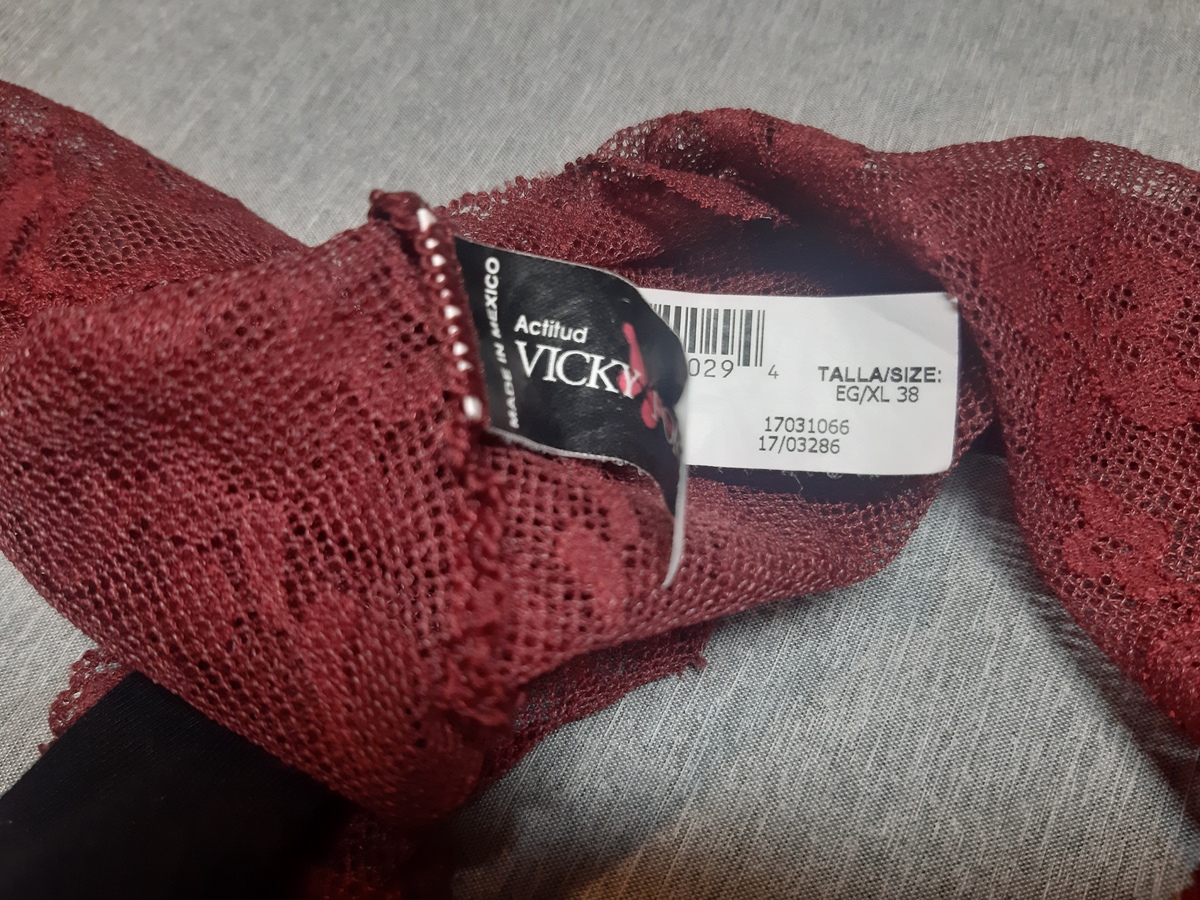 MADE IN MEXICO
Actitud
VICKY
029 4
TALLA/SIZE:
EG/XL 38
17031066
17/03286